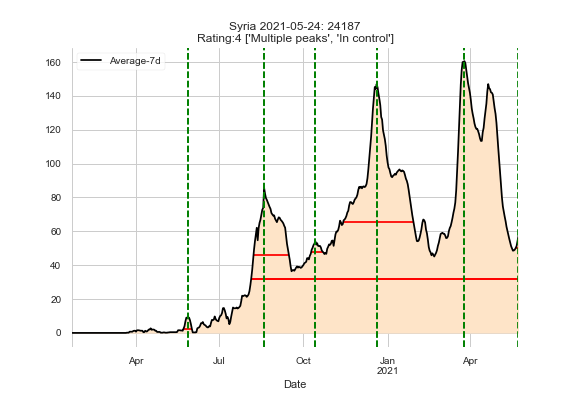 Syria 2021-05-24: 24187
Rating:4 ['Multiple peaks', 'In control']
Average-7d
160
140
120
100
80
60
40
20
0
Apr
Jul
Oct
Jan
2021
Apr
Date